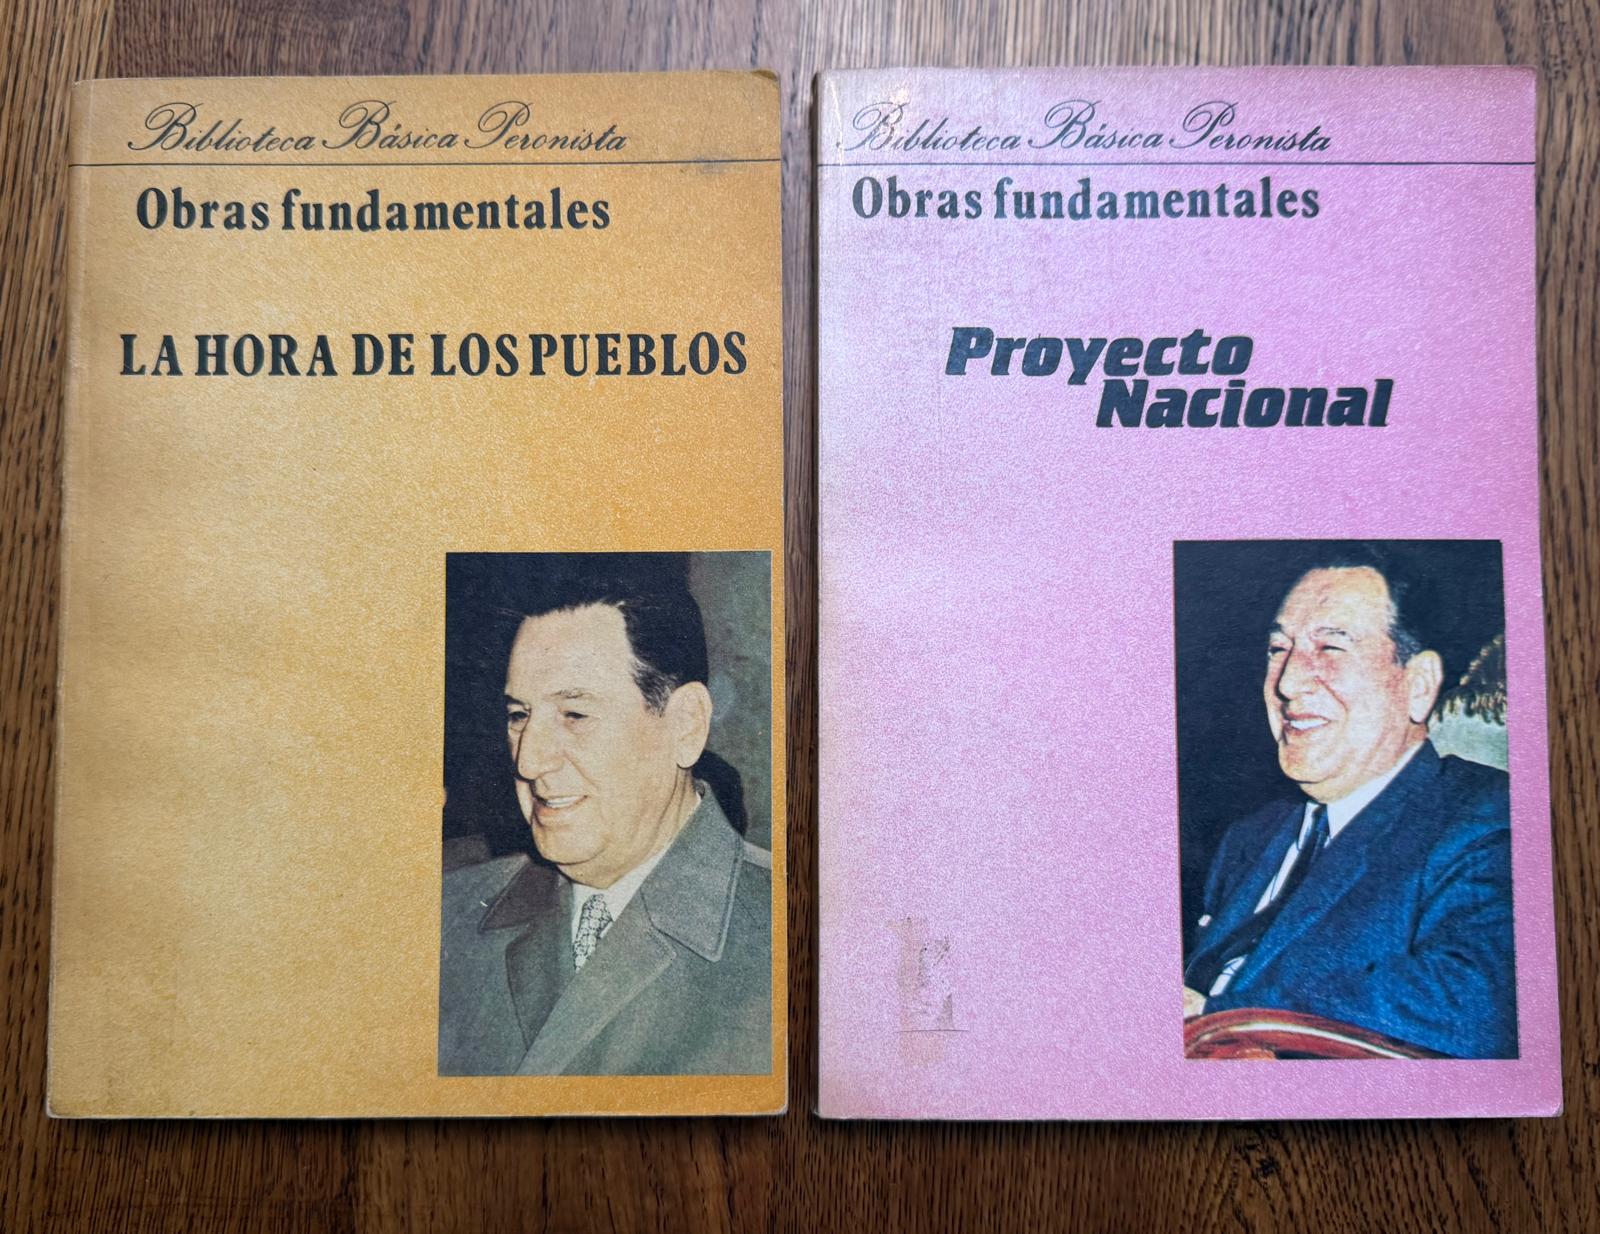 Biblioteca Básica Peronista
Obras fundamentales
LA HORA DE LOS PUEBLOS
Biblioteca Básica Peronista
Obras fundamentales
Proyecto
Nacional